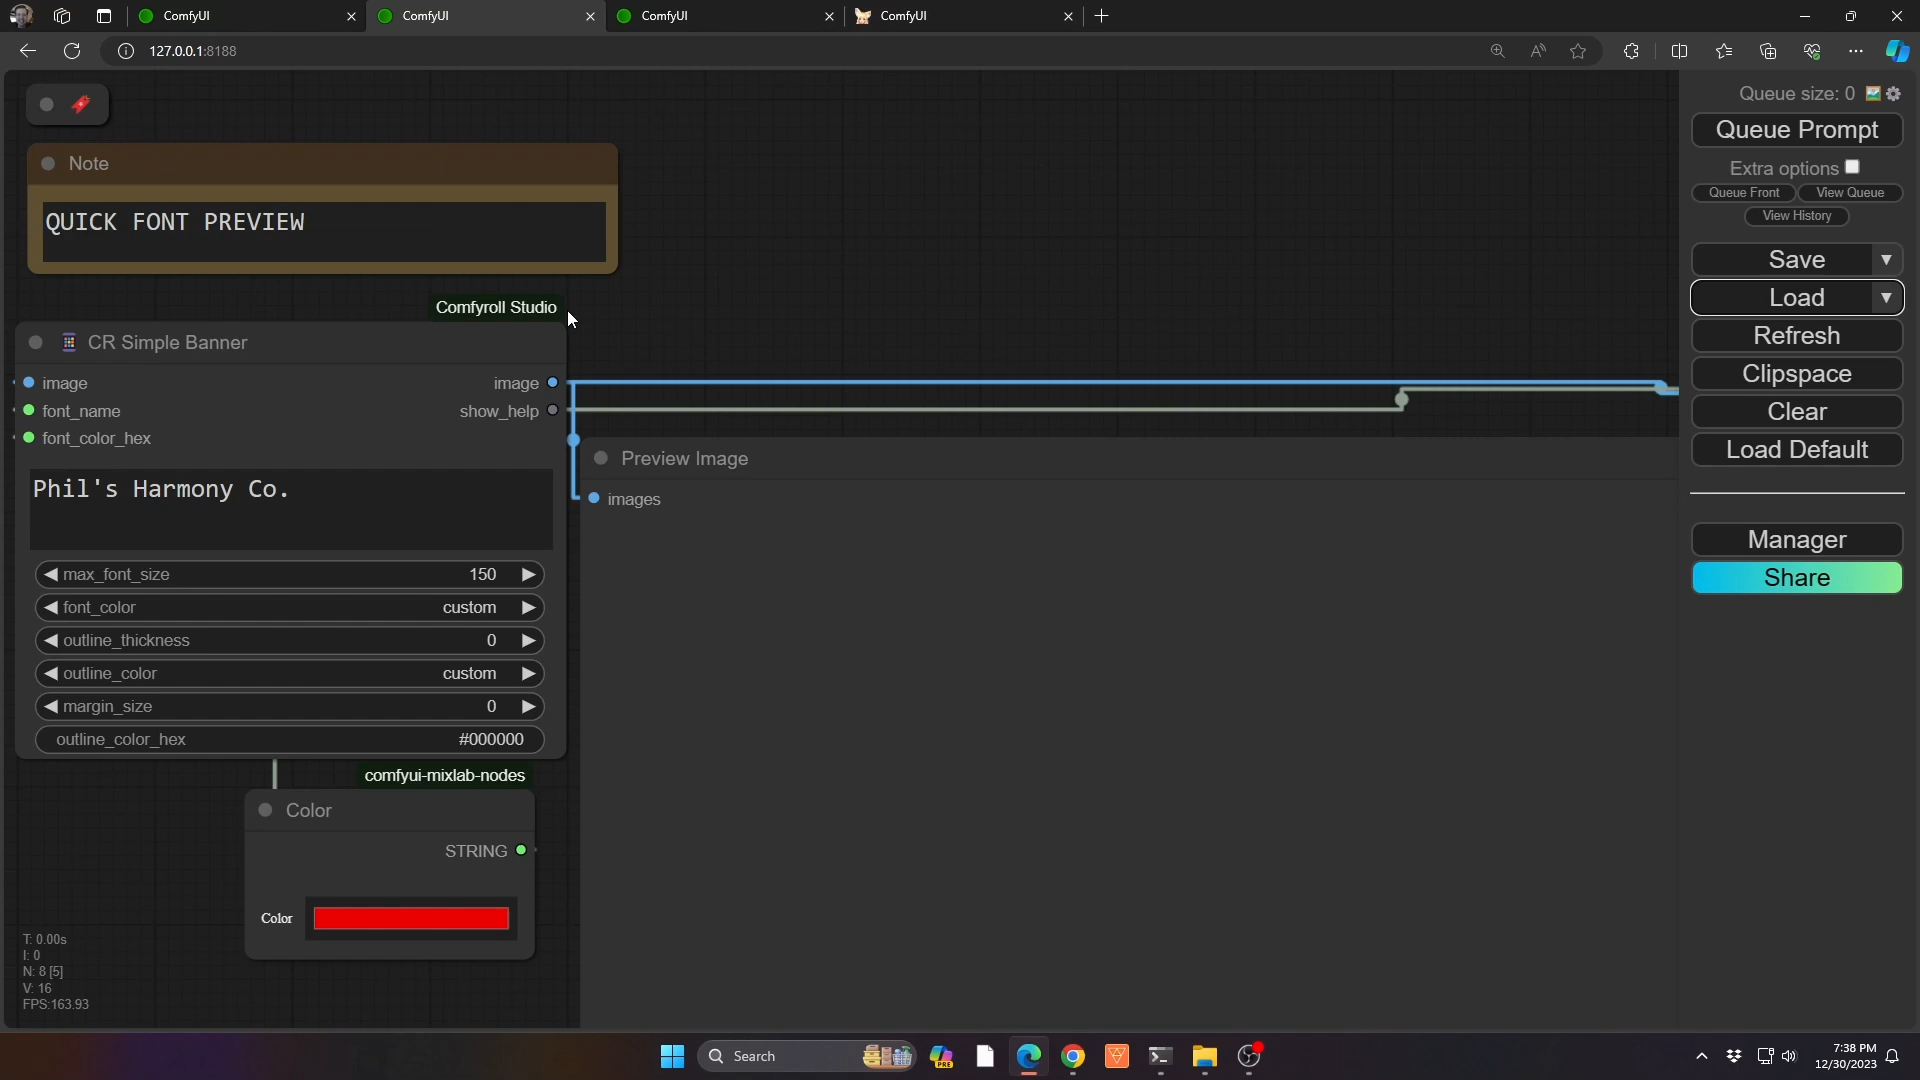 ComfyUI
ComfyUI
ComfyUI
ComfyUI
127.0.0.1:8188
Queue size: 0
Queue Prompt
Extra options
Queue Front
View Queue
View History
Save
Load
Refresh
Clipspace
Clear
Load Default
Manager
Share
Note
QUICK FONT PREVIEW
Comfyroll Studio
CR Simple Banner
image
image
font_name
show_help
font_color_hex
Phil's Harmony Co.
max_font_size 150
font_color custom
outline_thickness 0
outline_color custom
margin_size 0
outline_color_hex #000000
Preview Image
images
comfyui-mixlab-nodes
Color
STRING
Color
T: 0.00s
I: 0
N: 8 [5]
V: 16
FPS:163.93
Search
PRE
7:38 PM
12/30/2023